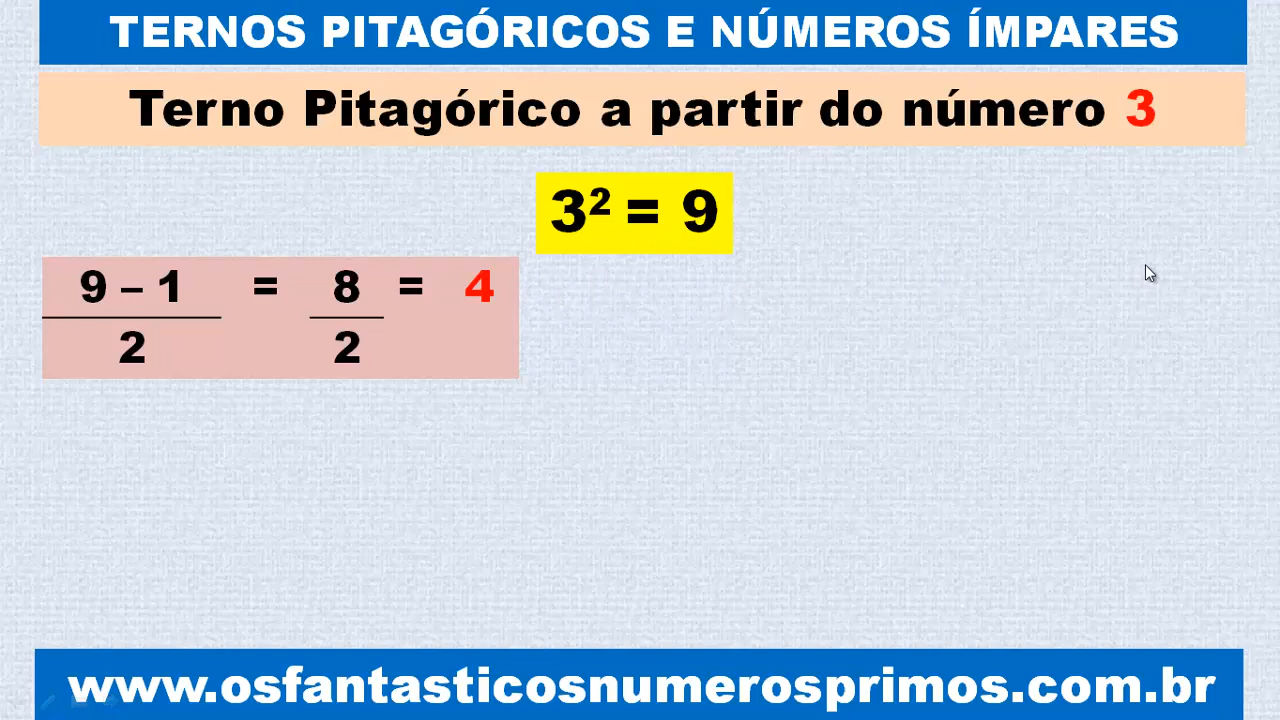 TERNOS PITAGÓRICOS E NÚMEROS ÍMPARES
Terno Pitagórico a partir do número 3
3² = 9
9 – 1 = 8 = 4
2 2
www.osfantasticosnumerosprimos.com.br